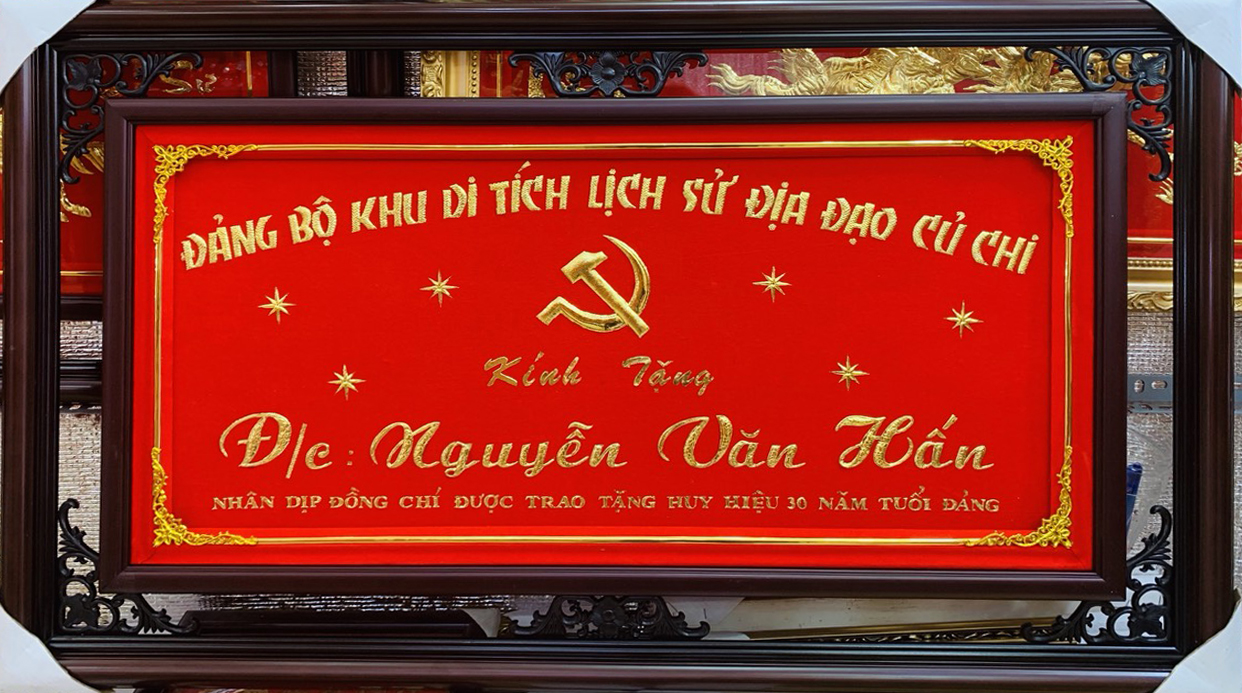 ĐẢNG BỘ KHU DI TÍCH LỊCH SỬ ĐỊA ĐẠO CỦ CHI
Kính Tặng
Đ/c: Nguyễn Văn Hấn
NHÂN DỊP ĐỒNG CHÍ ĐƯỢC TRAO TẶNG HUY HIỆU 30 NĂM TUỔI ĐẢNG